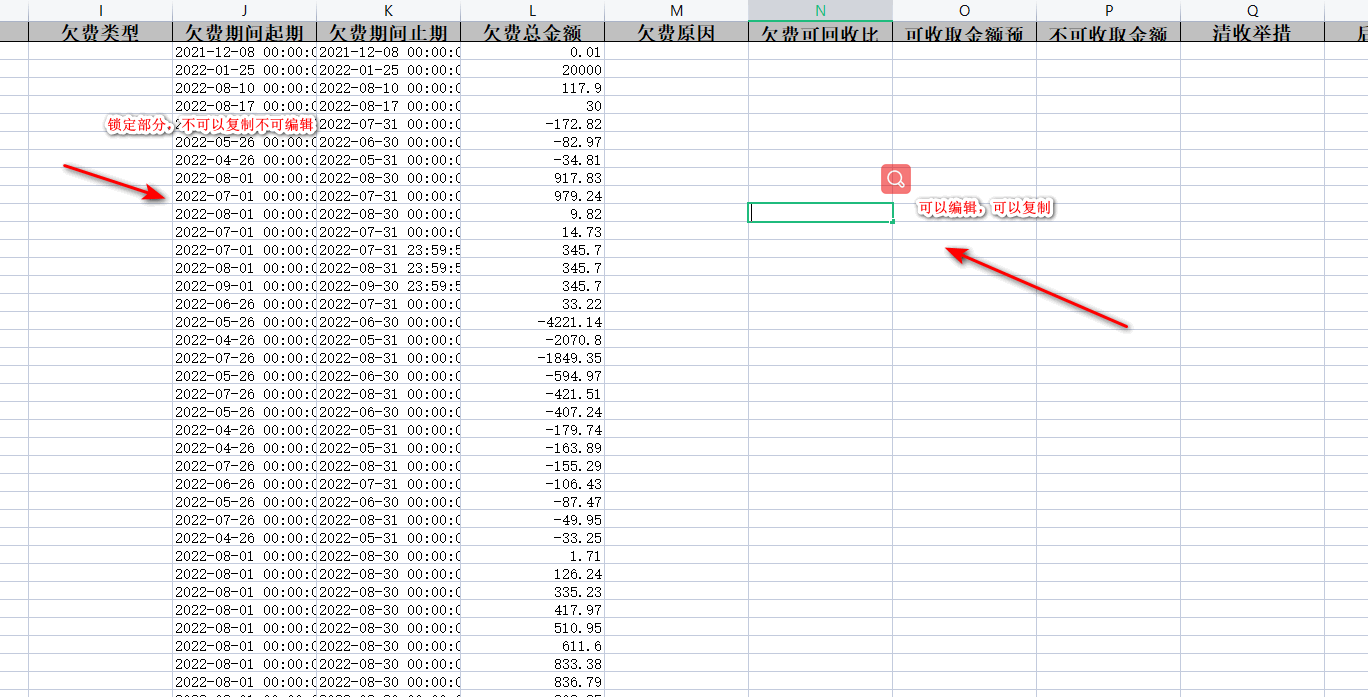 I J K L M N O P Q
欠费类型 欠费期间起期 欠费期间止期 欠费总金额 欠费原因 欠费可回收比 可收取金额预 不可收取金额 清收举措
2021-12-08 00:00:0 2021-12-08 00:00:0 0.01
2022-01-25 00:00:0 2022-01-25 00:00:0 20000
2022-08-10 00:00:0 2022-08-10 00:00:0 117.9
2022-08-17 00:00:0 2022-08-17 00:00:0 30
锁定部分，不可以复制不可编辑 2022-07-31 00:00:0 -172.82
2022-05-26 00:00:0 2022-06-30 00:00:0 -82.97
2022-04-26 00:00:0 2022-05-31 00:00:0 -34.81
2022-08-01 00:00:0 2022-08-30 00:00:0 917.83
2022-07-01 00:00:0 2022-07-31 00:00:0 979.24
2022-08-01 00:00:0 2022-08-30 00:00:0 9.82
可以编辑，可以复制
2022-07-01 00:00:0 2022-07-31 00:00:0 14.73
2022-07-01 00:00:0 2022-07-31 23:59:5 345.7
2022-08-01 00:00:0 2022-08-31 23:59:5 345.7
2022-09-01 00:00:0 2022-09-30 23:59:5 345.7
2022-06-26 00:00:0 2022-07-31 00:00:0 33.22
2022-05-26 00:00:0 2022-06-30 00:00:0 -4221.14
2022-04-26 00:00:0 2022-05-31 00:00:0 -2070.8
2022-07-26 00:00:0 2022-08-31 00:00:0 -1849.35
2022-05-26 00:00:0 2022-06-30 00:00:0 -594.97
2022-07-26 00:00:0 2022-08-31 00:00:0 -421.51
2022-05-26 00:00:0 2022-06-30 00:00:0 -407.24
2022-04-26 00:00:0 2022-05-31 00:00:0 -179.74
2022-04-26 00:00:0 2022-05-31 00:00:0 -163.89
2022-07-26 00:00:0 2022-08-31 00:00:0 -155.29
2022-06-26 00:00:0 2022-07-31 00:00:0 -106.43
2022-05-26 00:00:0 2022-06-30 00:00:0 -87.47
2022-07-26 00:00:0 2022-08-31 00:00:0 -49.95
2022-04-26 00:00:0 2022-05-31 00:00:0 -33.25
2022-08-01 00:00:0 2022-08-30 00:00:0 1.71
2022-08-01 00:00:0 2022-08-30 00:00:0 126.24
2022-08-01 00:00:0 2022-08-30 00:00:0 335.23
2022-08-01 00:00:0 2022-08-30 00:00:0 417.97
2022-08-01 00:00:0 2022-08-30 00:00:0 510.95
2022-08-01 00:00:0 2022-08-30 00:00:0 611.6
2022-08-01 00:00:0 2022-08-30 00:00:0 833.38
2022-08-01 00:00:0 2022-08-30 00:00:0 836.79